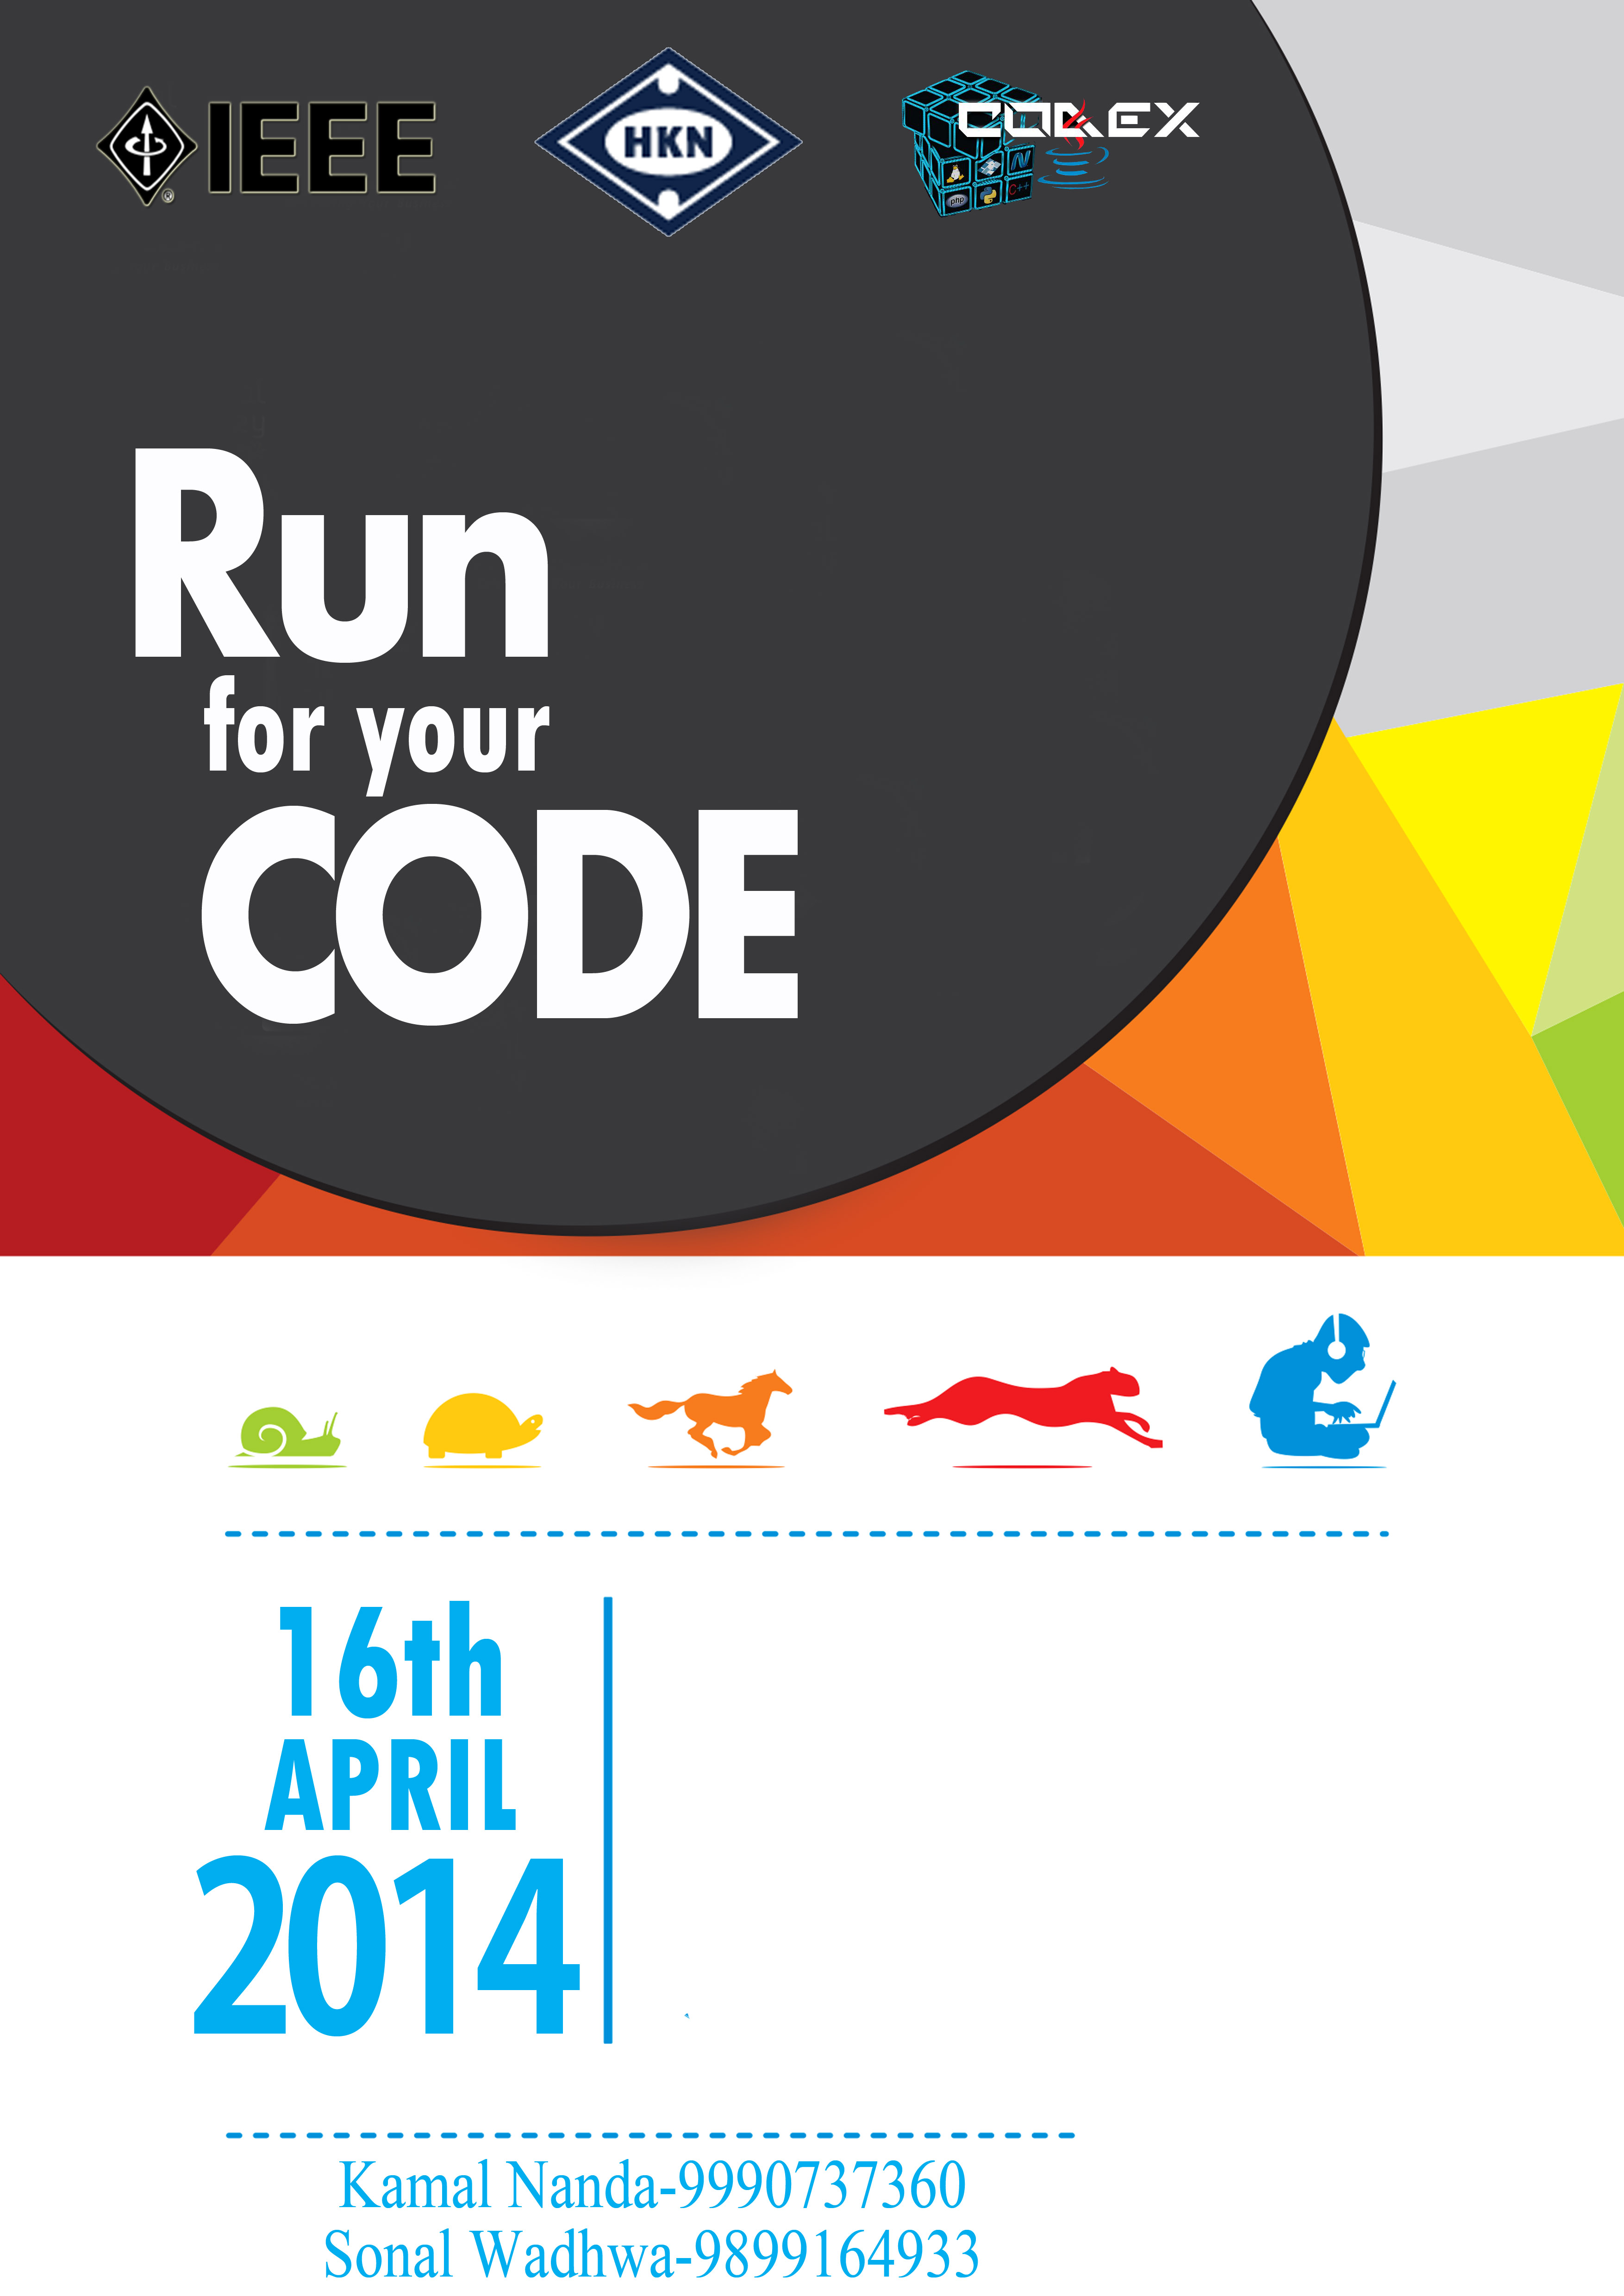 IEEE
HKN
CODEX
php
C++
Run
for your
CODE
16th
APRIL
2014
Kamal Nanda-9990737360
Sonal Wadhwa-9899164933